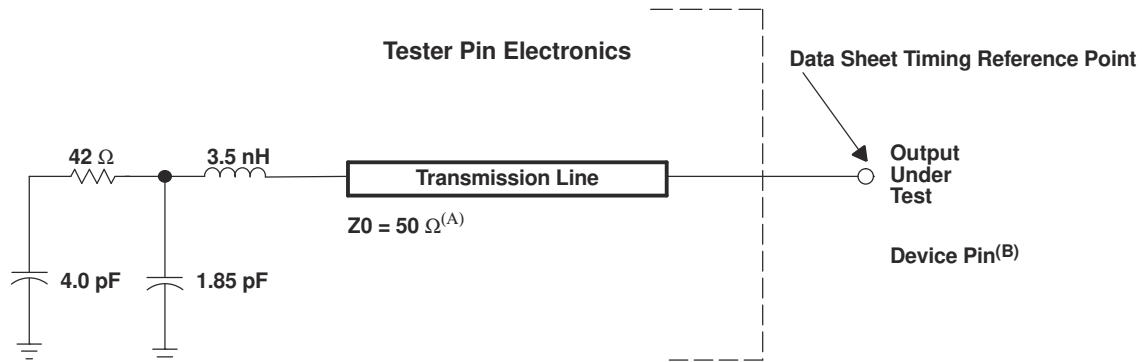 Tester Pin Electronics
Data Sheet Timing Reference Point
42 Ω
3.5 nH
Transmission Line
Output
Under
Test
Z0 = 50 Ω(A)
Device Pin(B)
4.0 pF
1.85 pF